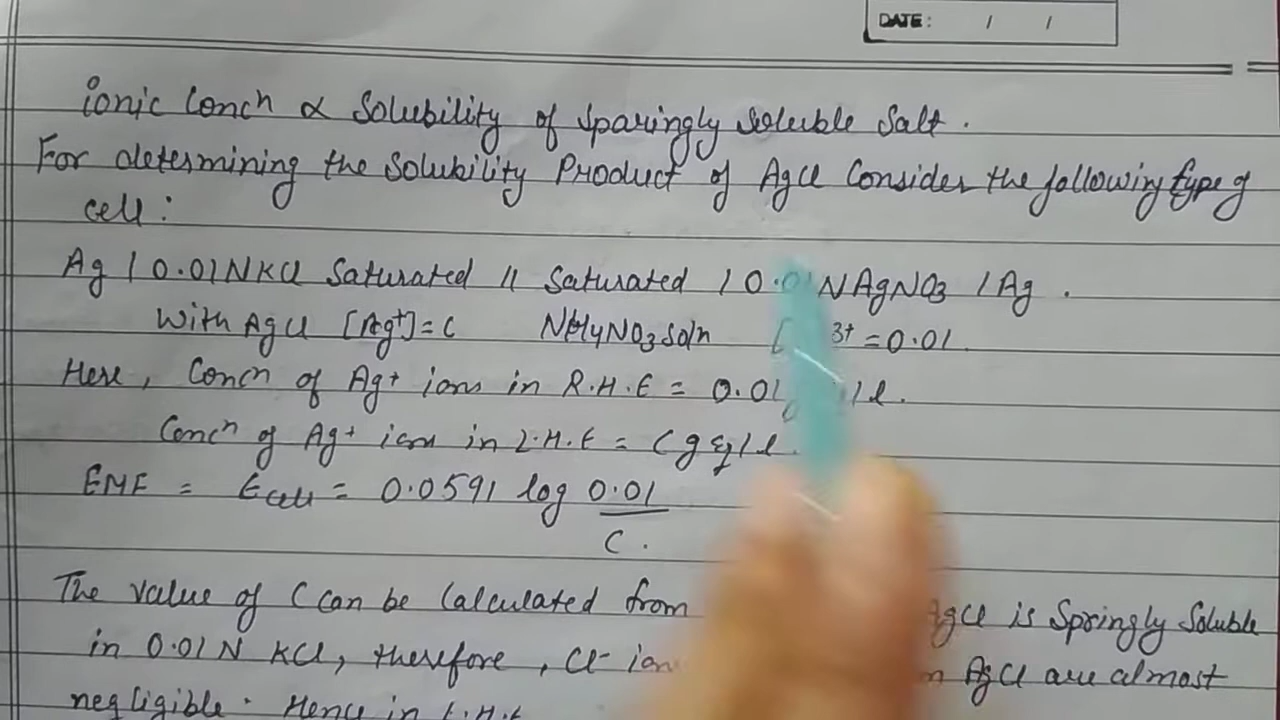 DATE: / /
ionic Concn ∝ Solubility of Sparingly Soluble Salt.
For determining the Solubility Product of AgCl Consider the following type of
cell:
Ag / 0.01N KCl Saturated // Saturated / 0.01N AgNO3 / Ag.
With AgCl [Ag+]=C NH4NO3 Soln [ 3+ =0.01.
Here, Concn of Ag+ ions in R.H.E = 0.01 /l.
Concn of Ag+ ion in L.H.E = C g eq/l.
EMF = Ecell = 0.0591 log 0.01
C.
The value of C can be Calculated from AgCl is Springly Soluble
in 0.01 N KCl, therefore, Cl- ion AgCl are almost
negligible. Hence in L.H.E